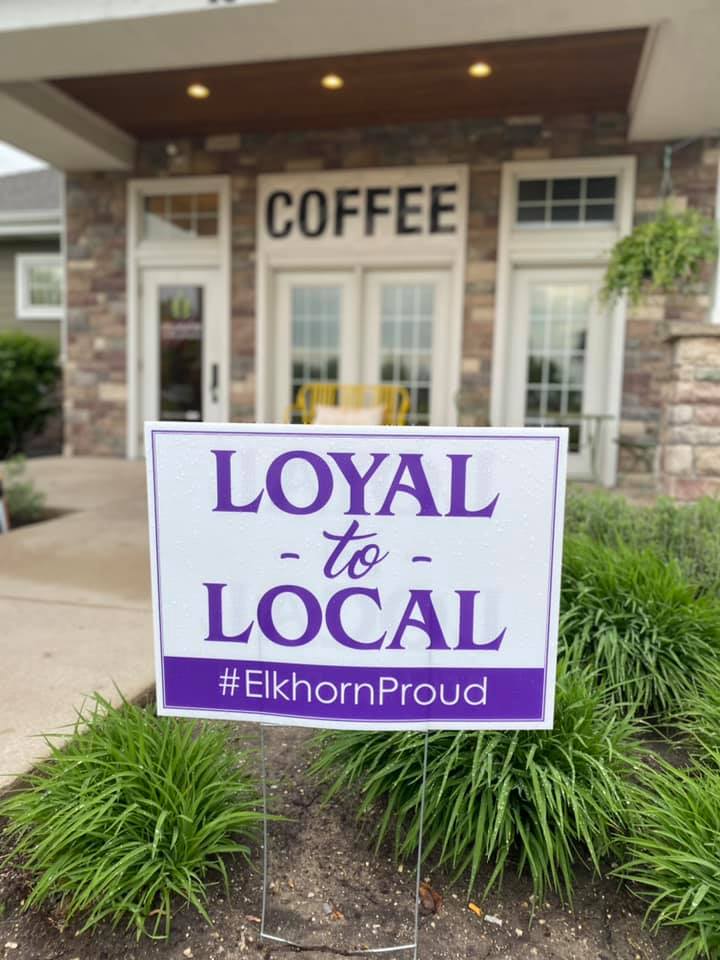 COFFEE
LOYAL
- to -
LOCAL
#ElkhornProud